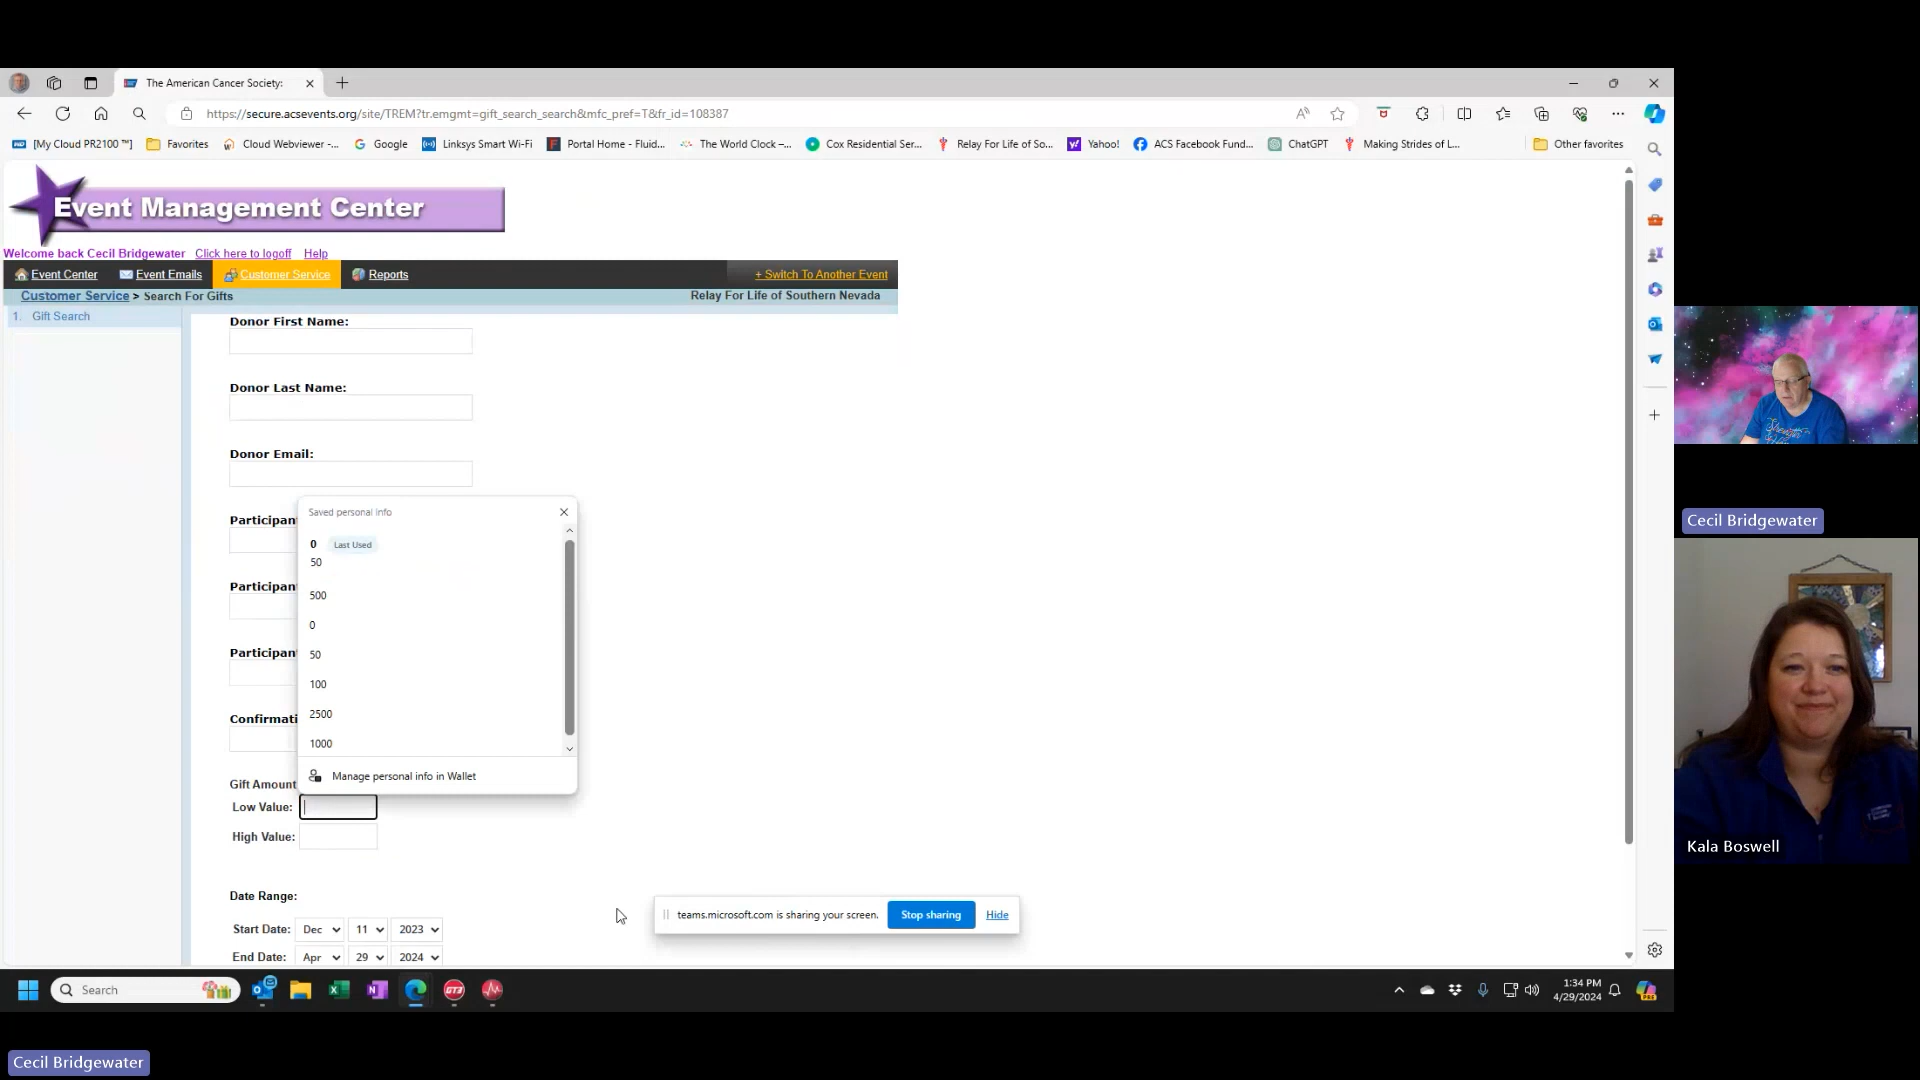 The American Cancer Society:
https://secure.acsevents.org/site/TREM?tr.emgmt=gift_search_search&mfc_pref=T&fr_id=108387
[My Cloud PR2100 ™] Favorites Cloud Webviewer -... Google Linksys Smart Wi-Fi Portal Home - Fluid... The World Clock —... Cox Residential Ser... Relay For Life of So... Yahoo! ACS Facebook Fund... ChatGPT Making Strides of L... Other favorites
Event Management Center
Welcome back Cecil Bridgewater Click here to logoff Help
Event Center Event Emails Customer Service Reports + Switch To Another Event
Customer Service > Search For Gifts Relay For Life of Southern Nevada
1. Gift Search
Donor First Name:
Donor Last Name:
Donor Email:
Saved personal info
Participan
0 Last Used
50
Participan
500
0
Participan
50
100
Confirmati
2500
1000
Manage personal info in Wallet
Gift Amount
Low Value:
High Value:
Date Range:
Start Date: Dec 11 2023
End Date: Apr 29 2024
teams.microsoft.com is sharing your screen. Stop sharing Hide
Search
GT3
1:34 PM
4/29/2024
PRE
Cecil Bridgewater
Kala Boswell
Cecil Bridgewater